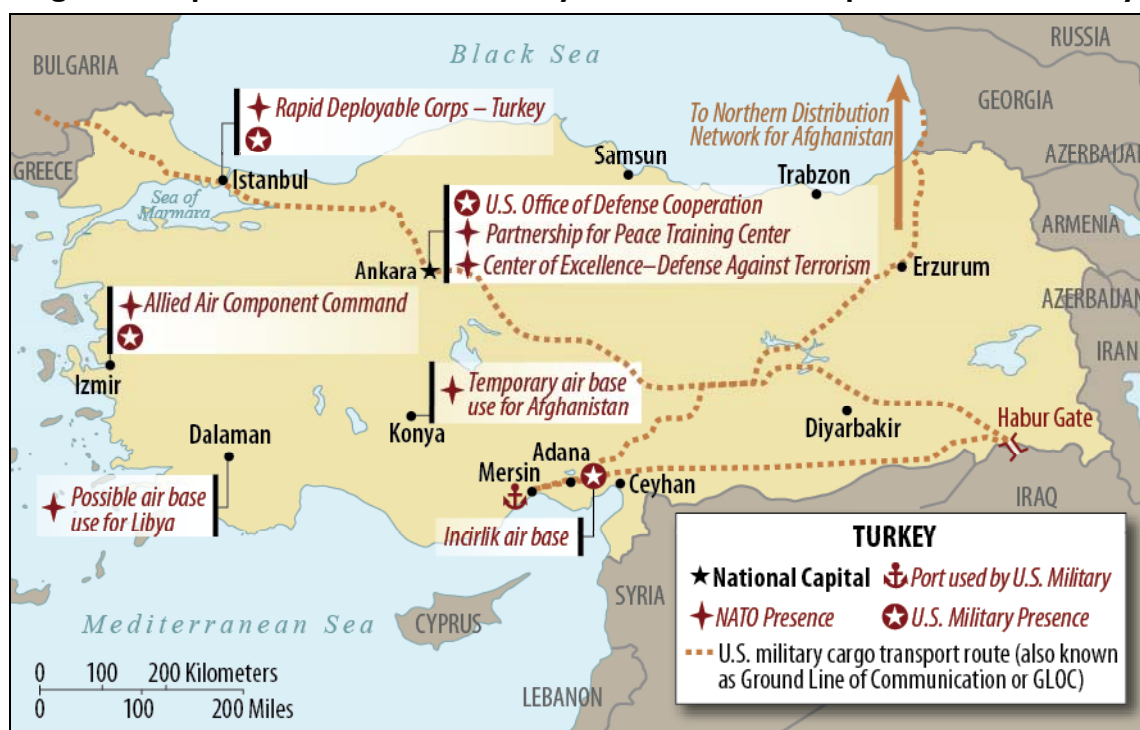 BULGARIA
Black Sea
RUSSIA
GEORGIA
Rapid Deployable Corps – Turkey
To Northern Distribution
Network for Afghanistan
GREECE
Istanbul
Sea of
Marmara
Samsun
Trabzon
AZERBAIJAN
ARMENIA
U.S. Office of Defense Cooperation
Partnership for Peace Training Center
Center of Excellence–Defense Against Terrorism
Ankara
Erzurum
AZERBAIJAN
IRAN
Allied Air Component Command
Izmir
Temporary air base
use for Afghanistan
Konya
Dalaman
Diyarbakir
Habur Gate
Adana
Mersin
Ceyhan
IRAQ
Possible air base
use for Libya
Incirlik air base
SYRIA
Mediterranean Sea
CYPRUS
LEBANON
TURKEY
National Capital
Port used by U.S. Military
NATO Presence
U.S. Military Presence
U.S. military cargo transport route (also known
as Ground Line of Communication or GLOC)
0 100 200 Kilometers
0 100 200 Miles